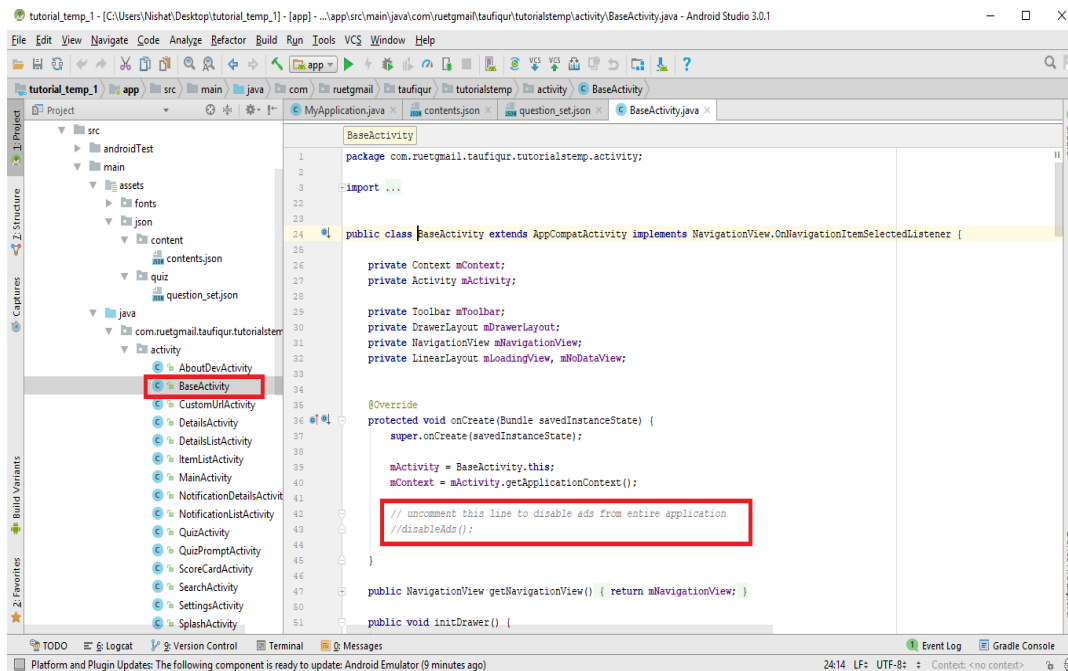 tutorial_temp_1 - [C:\Users\Nishat\Desktop\tutorial_temp_1] - [app] - ...\app\src\main\java\com\ruetgmail\taufiqur\tutorialstemp\activity\BaseActivity.java - Android Studio 3.0.1
File Edit View Navigate Code Analyze Refactor Build Run Tools VCS Window Help
app
tutorial_temp_1 app src main java com ruetgmail taufiqur tutorialstemp activity BaseActivity
Project
MyApplication.java contents.json question_set.json BaseActivity.java
1: Project
Z: Structure
Captures
Build Variants
2: Favorites
src
androidTest
main
assets
fonts
json
content
contents.json
quiz
question_set.json
java
com.ruetgmail.taufiqur.tutorialstem
activity
AboutDevActivity
BaseActivity
CustomUrlActivity
DetailsActivity
DetailsListActivity
ItemListActivity
MainActivity
NotificationDetailsActivit
NotificationListActivity
QuizActivity
QuizPromptActivity
ScoreCardActivity
SearchActivity
SettingsActivity
SplashActivity
BaseActivity
1 package com.ruetgmail.taufiqur.tutorialstemp.activity;
2
3 import ...
22
23
24 public class BaseActivity extends AppCompatActivity implements NavigationView.OnNavigationItemSelectedListener {
25
26 private Context mContext;
27 private Activity mActivity;
28
29 private Toolbar mToolbar;
30 private DrawerLayout mDrawerLayout;
31 private NavigationView mNavigationView;
32 private LinearLayout mLoadingView, mNoDataView;
33
34
35 @Override
36 protected void onCreate(Bundle savedInstanceState) {
37 super.onCreate(savedInstanceState);
38
39 mActivity = BaseActivity.this;
40 mContext = mActivity.getApplicationContext();
41
42 // uncomment this line to disable ads from entire application
43 //disableAds();
44
45 }
46
47 public NavigationView getNavigationView() { return mNavigationView; }
50
51 public void initDrawer() {
TODO 6: Logcat 9: Version Control Terminal 0: Messages 1 Event Log Gradle Console
Platform and Plugin Updates: The following component is ready to update: Android Emulator (9 minutes ago) 24:14 LF÷ UTF-8÷ Context: <no context>